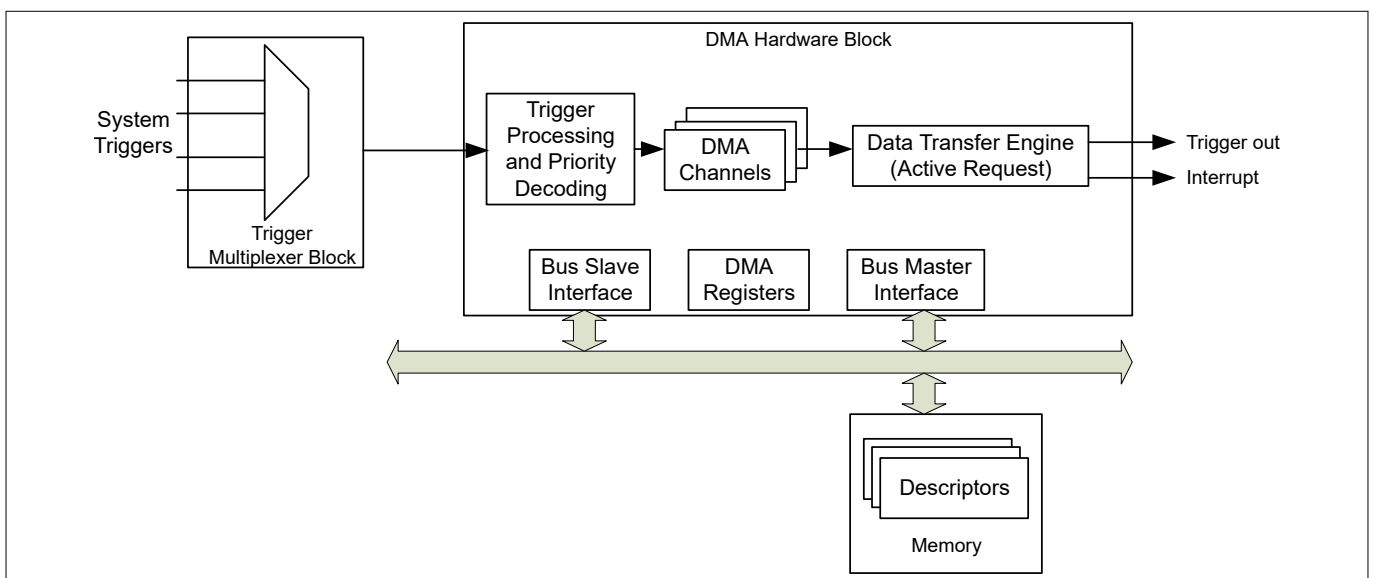 DMA Hardware Block
System
Triggers
Trigger
Multiplexer Block
Trigger
Processing
and Priority
Decoding
DMA
Channels
Data Transfer Engine
(Active Request)
Trigger out
Interrupt
Bus Slave
Interface
DMA
Registers
Bus Master
Interface
Descriptors
Memory